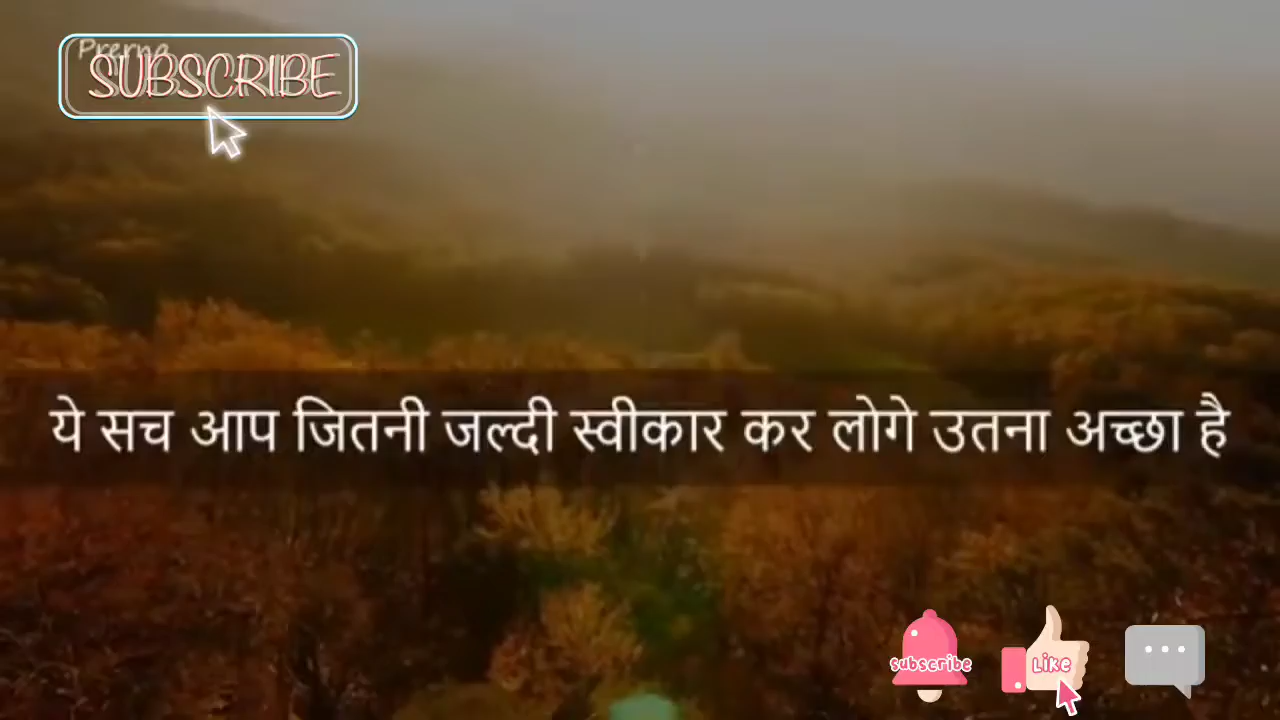 Prerna
SUBSCRIBE
ये सच आप जितनी जल्दी स्वीकार कर लोगे उतना अच्छा है
subscribe
Like